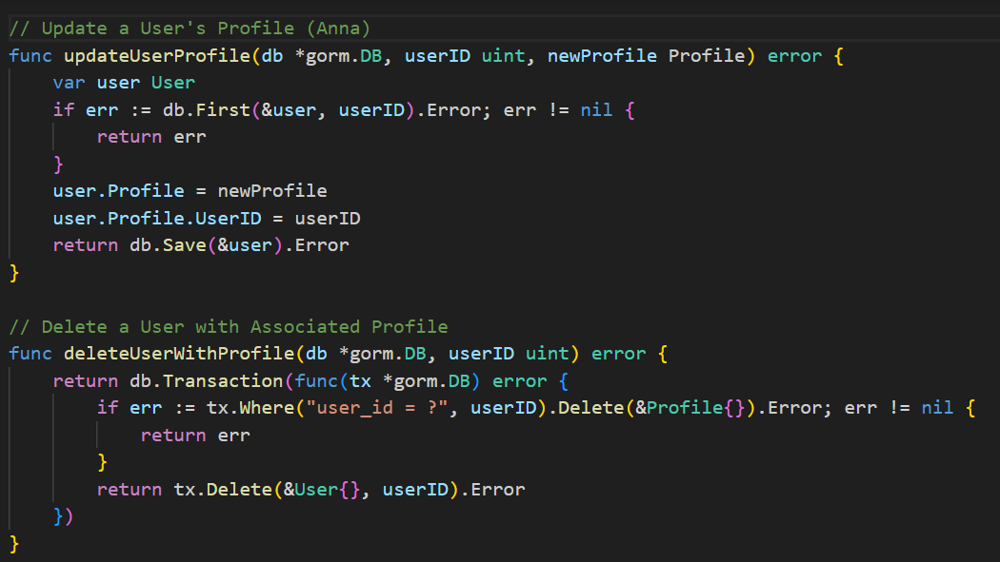 // Update a User's Profile (Anna)
func updateUserProfile(db *gorm.DB, userID uint, newProfile Profile) error {
    var user User
    if err := db.First(&user, userID).Error; err != nil {
        return err
    }
    user.Profile = newProfile
    user.Profile.UserID = userID
    return db.Save(&user).Error
}

// Delete a User with Associated Profile
func deleteUserWithProfile(db *gorm.DB, userID uint) error {
    return db.Transaction(func(tx *gorm.DB) error {
        if err := tx.Where("user_id = ?", userID).Delete(&Profile{}).Error; err != nil {
            return err
        }
        return tx.Delete(&User{}, userID).Error
    })
}